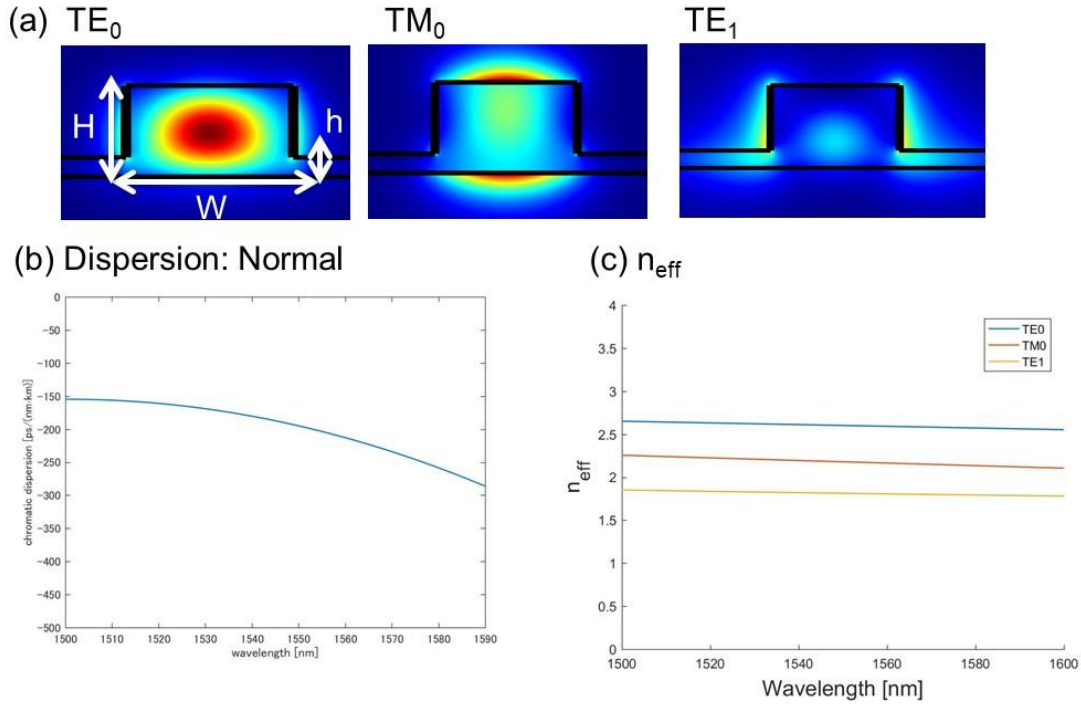 (a) TE0 TM0 TE1
H
h
W
(b) Dispersion: Normal
0
-50
-100
-150
-200
-250
-300
-350
-400
-450
-500
chromatic dispersion [ps/(nm·km)]
1500 1510 1520 1530 1540 1550 1560 1570 1580 1590
wavelength [nm]
(c) neff
4
3.5
3
2.5
2
1.5
1
0.5
0
neff
TE0
TM0
TE1
1500 1520 1540 1560 1580 1600
Wavelength [nm]